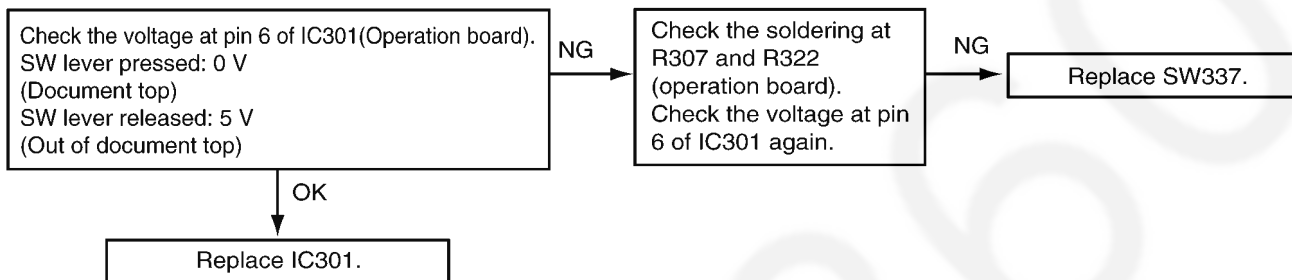 Check the voltage at pin 6 of IC301(Operation board).
SW lever pressed: 0 V
(Document top)
SW lever released: 5 V
(Out of document top)
NG
Check the soldering at
R307 and R322
(operation board).
Check the voltage at pin
6 of IC301 again.
NG
Replace SW337.
OK
Replace IC301.